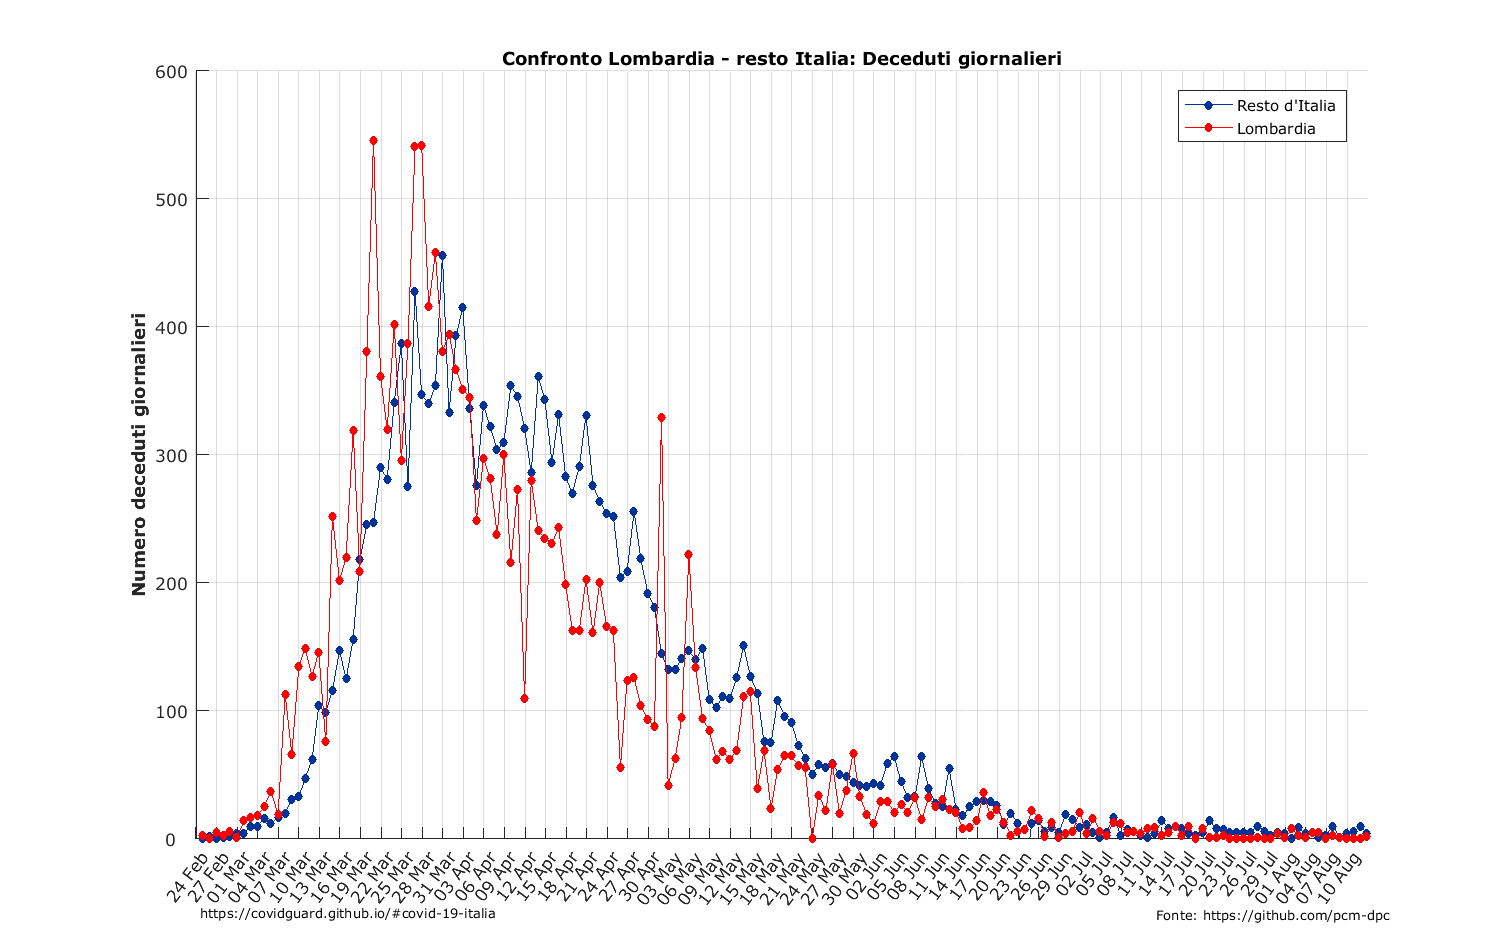 Confronto Lombardia - resto Italia: Deceduti giornalieri
Resto d'Italia
Lombardia
Numero deceduti giornalieri
600
500
400
300
200
100
0
24 Feb
27 Feb
01 Mar
04 Mar
07 Mar
10 Mar
13 Mar
16 Mar
19 Mar
22 Mar
25 Mar
28 Mar
31 Mar
03 Apr
06 Apr
09 Apr
12 Apr
15 Apr
18 Apr
21 Apr
24 Apr
27 Apr
30 Apr
03 May
06 May
09 May
12 May
15 May
18 May
21 May
24 May
27 May
30 May
02 Jun
05 Jun
08 Jun
11 Jun
14 Jun
17 Jun
20 Jun
23 Jun
26 Jun
29 Jun
02 Jul
05 Jul
08 Jul
11 Jul
14 Jul
17 Jul
20 Jul
23 Jul
26 Jul
29 Jul
01 Aug
04 Aug
07 Aug
10 Aug
https://covidguard.github.io/#covid-19-italia
Fonte: https://github.com/pcm-dpc